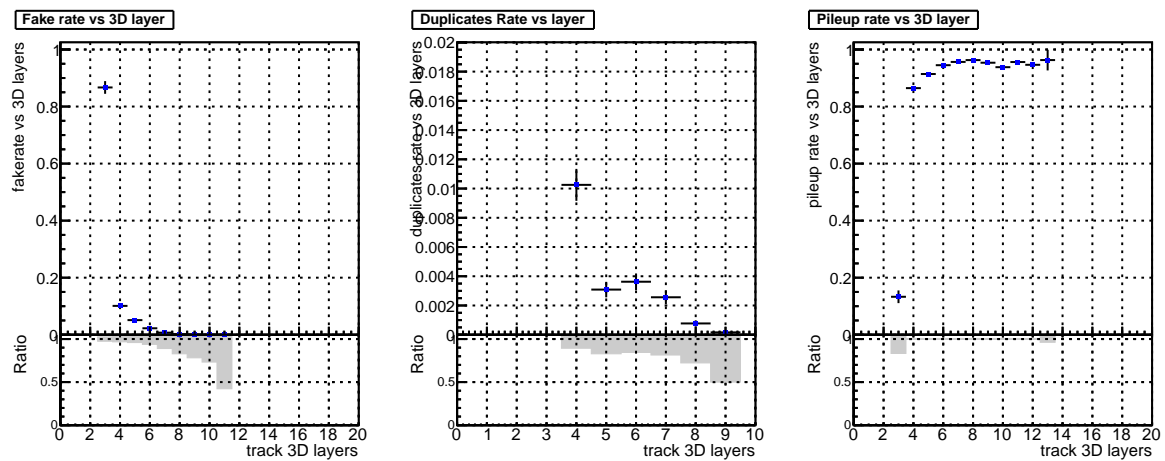 Fake rate vs 3D layer
fakerate vs 3D layers
1
0.8
0.6
0.4
0.2
0
Ratio
1
0.5
0
0 2 4 6 8 10 12 14 16 18 20
track 3D layers
Duplicates Rate vs layer
duplicates rate vs 3D layers
0.02
0.018
0.016
0.014
0.012
0.01
0.008
0.006
0.004
0.002
0
Ratio
1
0.5
0
0 1 2 3 4 5 6 7 8 9 10
track 3D layers
Pileup rate vs 3D layer
pileup rate vs 3D layers
1
0.8
0.6
0.4
0.2
0
Ratio
1
0.5
0
0 2 4 6 8 10 12 14 16 18 20
track 3D layers